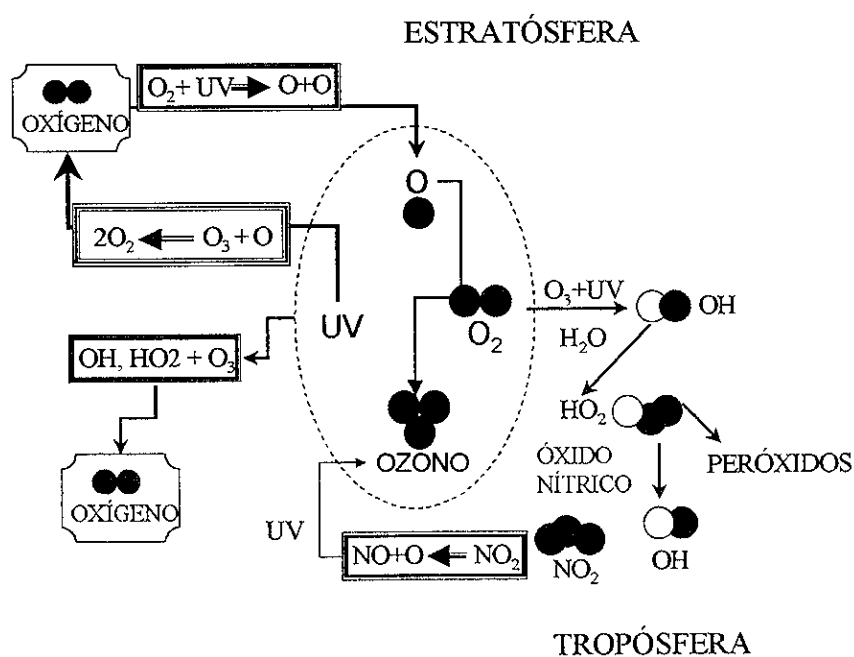 ESTRATÓSFERA
O₂+ UV⇒ O+O
OXÍGENO
O
2O₂ ⇐ O₃ + O
UV
O₂
O₃+UV
H₂O
OH
OH, HO2 + O₃
HO₂
OZONO
ÓXIDO
NÍTRICO
PERÓXIDOS
OXÍGENO
UV
NO+O ⇐ NO₂
NO₂
OH
TROPÓSFERA